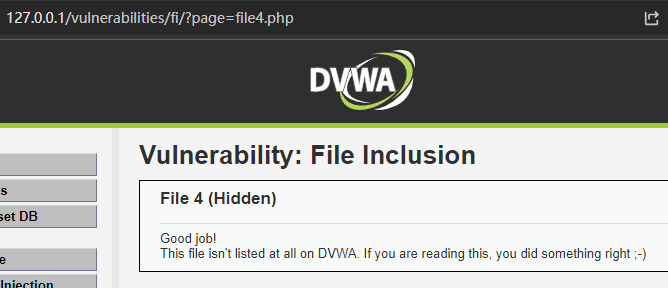 127.0.0.1/vulnerabilities/fi/?page=file4.php
DVWA
Vulnerability: File Inclusion
File 4 (Hidden)
Good job!
This file isn't listed at all on DVWA. If you are reading this, you did something right ;-)
s
set DB
e
Injection